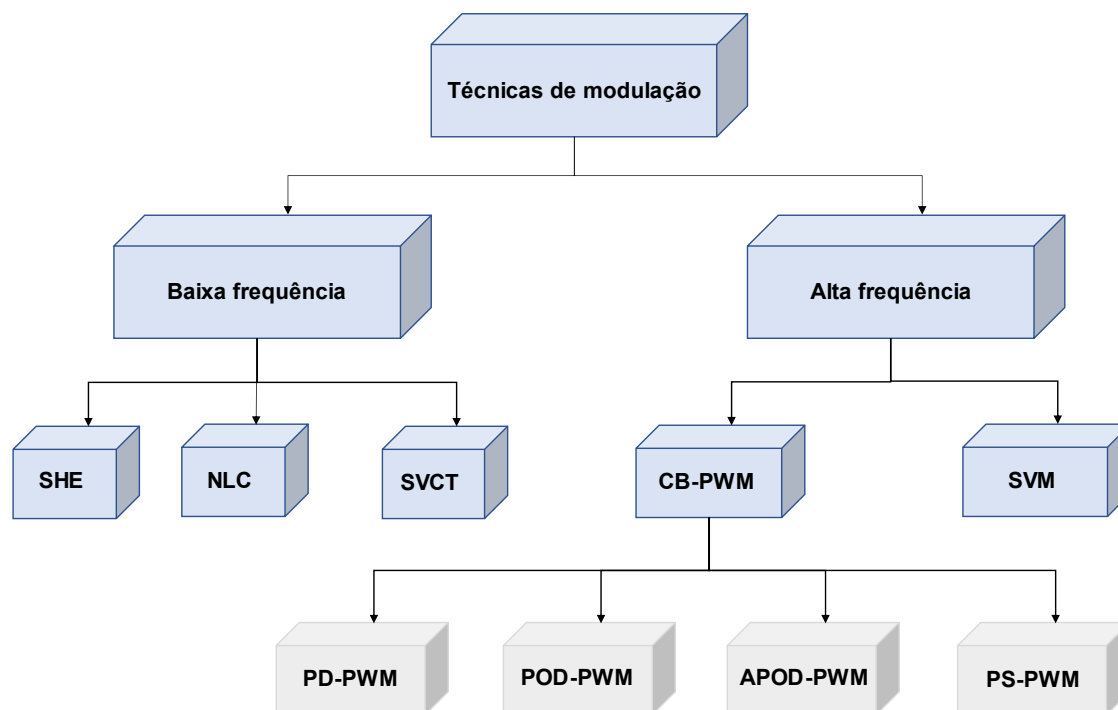 Técnicas de modulação
Baixa frequência
Alta frequência
SHE
NLC
SVCT
CB-PWM
SVM
PD-PWM
POD-PWM
APOD-PWM
PS-PWM